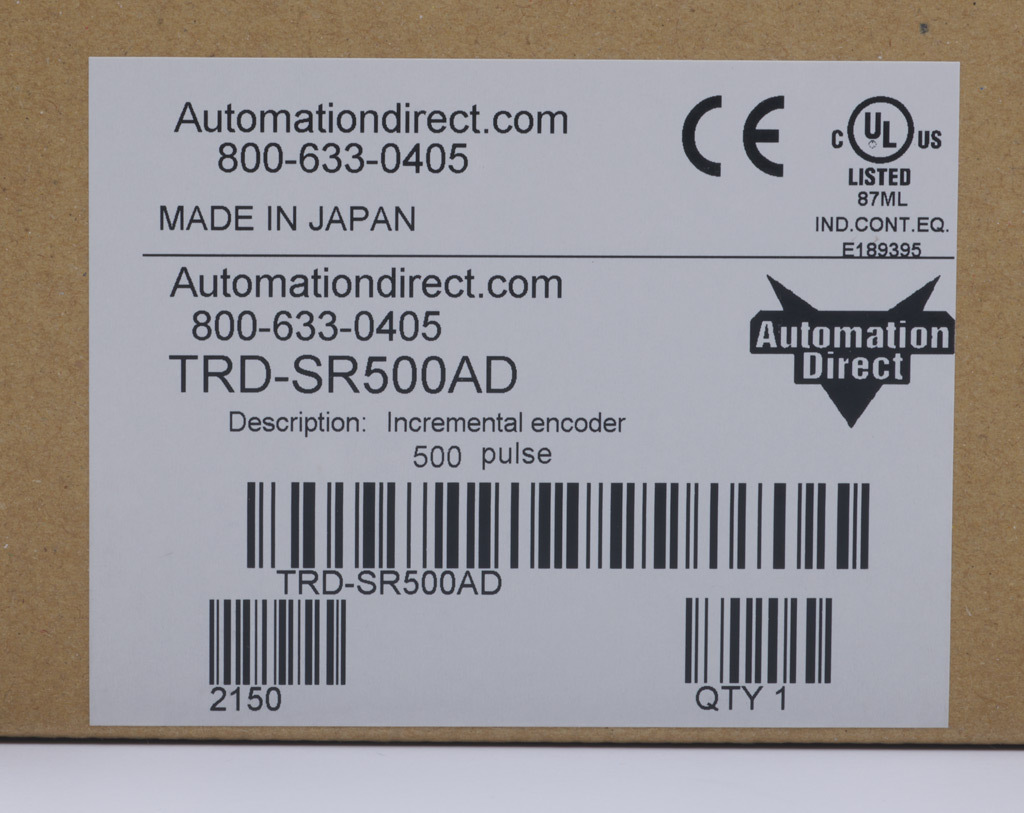 Automationdirect.com
800-633-0405
MADE IN JAPAN
CE
C UL US
LISTED
87ML
IND.CONT.EQ.
E189395
Automationdirect.com
800-633-0405
TRD-SR500AD
Automation
Direct
Description: Incremental encoder
500 pulse
TRD-SR500AD
2150
QTY 1